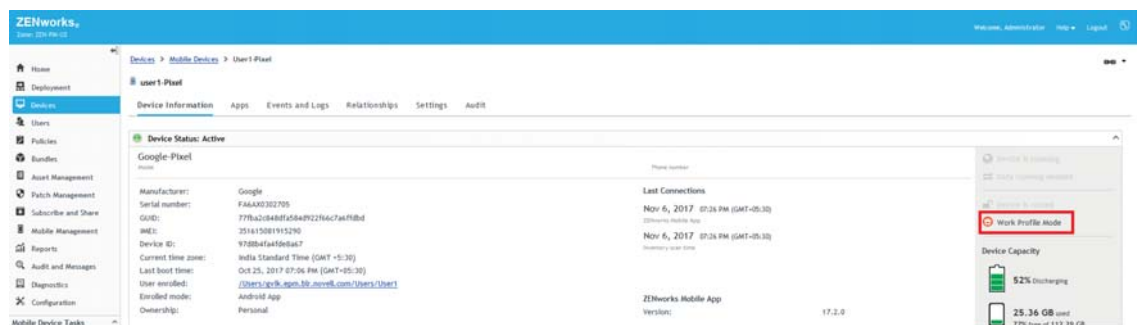 ZENworks.
Zone: ZEN-PM-CE
Welcome, Administrator Help Logout
Home
Deployment
Devices
Users
Policies
Bundles
Asset Management
Patch Management
Subscribe and Share
Mobile Management
Reports
Audit and Messages
Diagnostics
Configuration
Mobile Device Tasks
Devices > Mobile Devices > User1-Pixel
user1-Pixel
Device Information Apps Events and Logs Relationships Settings Audit
Device Status: Active
Google-Pixel
Model
Phone number
Manufacturer: Google
Serial number: FA6AX0302705
GUID:
IMEI: 351615081915290
Device ID: 97d8b4fa4fde8a67
Current time zone: India Standard Time (GMT +5:30)
Last boot time: Oct 25, 2017 07:06 PM (GMT+05:30)
User enrolled: /Users/gvlk.epm.blr.novell.com/Users/User1
Enrolled mode: Android App
Ownership: Personal
Last Connections
Nov 6, 2017 07:26 PM (GMT+05:30)
ZENworks Mobile App
Nov 6, 2017 07:26 PM (GMT+05:30)
Inventory scan time
ZENworks Mobile App
Version: 17.2.0
Work Profile Mode
Device Capacity
52% Discharging
25.36 GB used